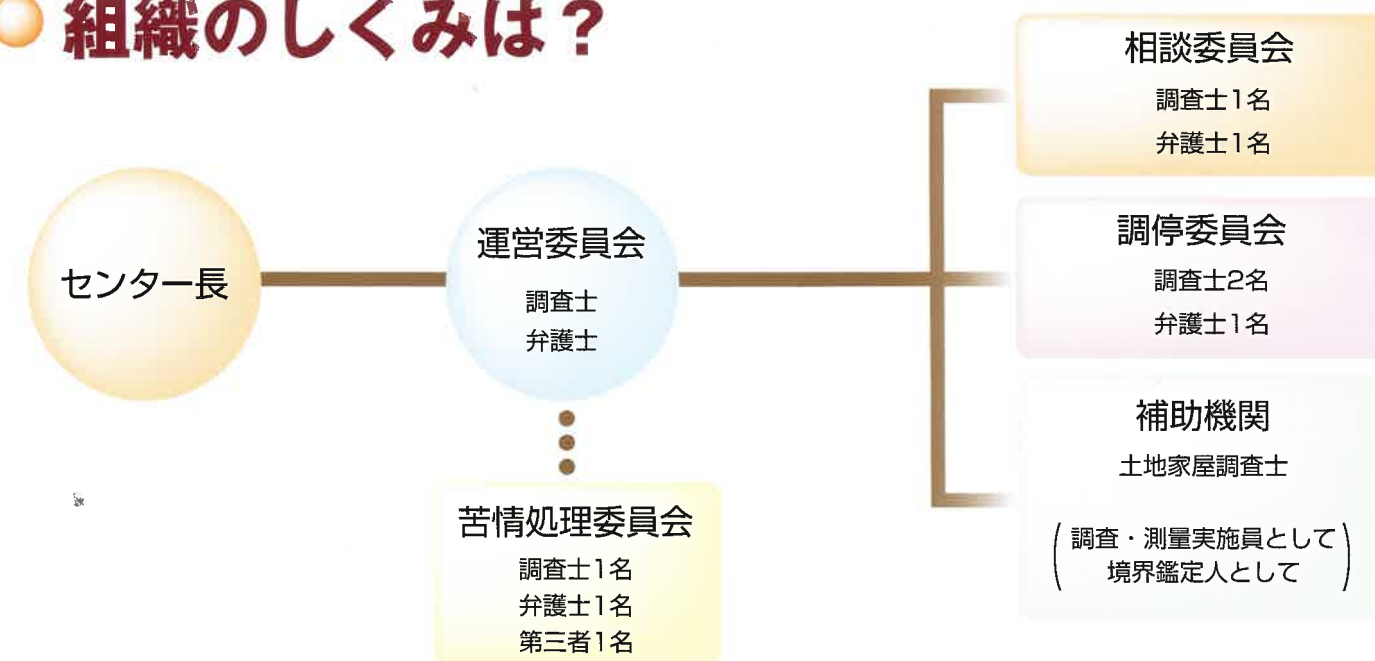 組織のしくみは？
センター長
運営委員会
調査士
弁護士
苦情処理委員会
調査士1名
弁護士1名
第三者1名
相談委員会
調査士1名
弁護士1名
調停委員会
調査士2名
弁護士1名
補助機関
土地家屋調査士
(調査・測量実施員として
境界鑑定人として)